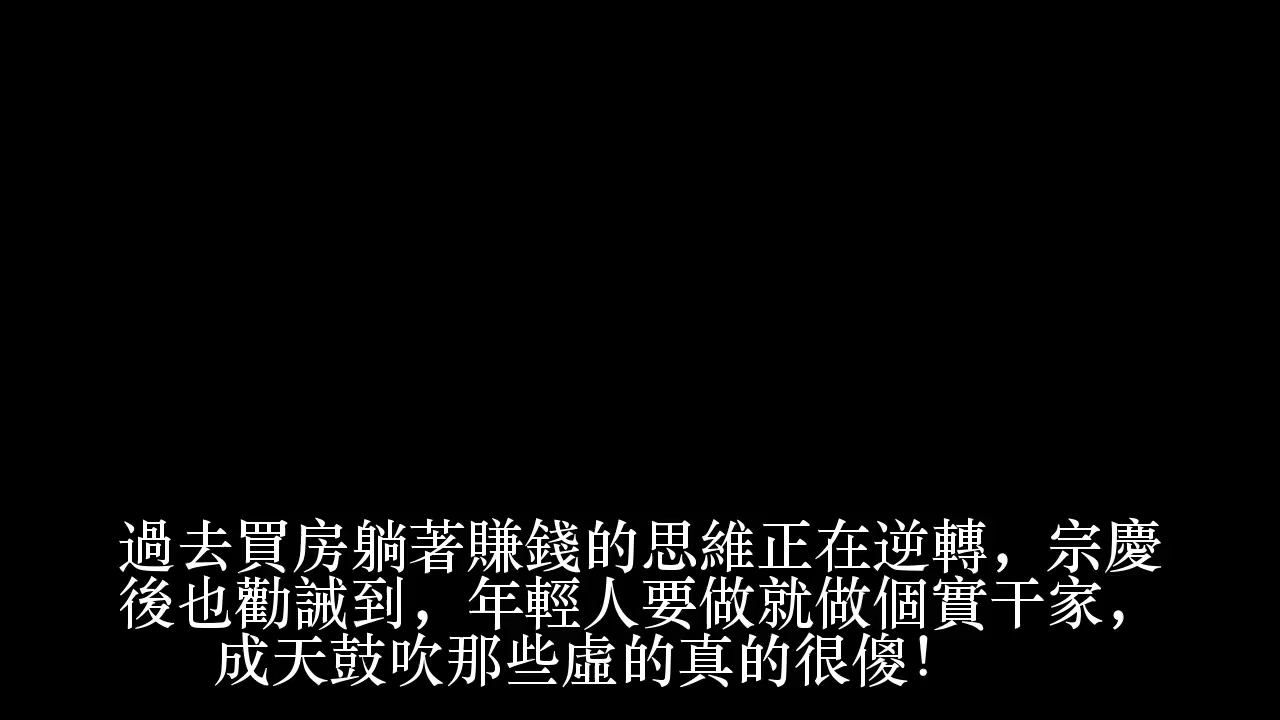 過去買房躺著賺錢的思維正在逆轉，宗慶
後也勸誡到，年輕人要做就做個實干家，
成天鼓吹那些虛的真的很傻！